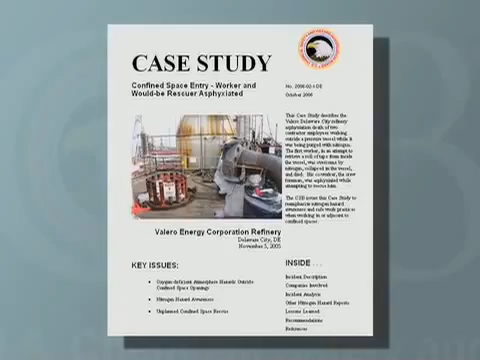 CASE STUDY
Confined Space Entry - Worker and
Would-be Rescuer Asphyxiated
No. 2006-02-I-DE
October 2006
This Case Study describes the
Valero Delaware City refinery
asphyxiation death of two
contractor employees working
outside a pressure vessel while it
was being purged with nitrogen.
The first worker, in an attempt to
retrieve a roll of tape from inside
the vessel, was overcome by
nitrogen, collapsed in the vessel,
and died. His co-worker, the crew
foreman, was asphyxiated while
attempting to rescue him.
The CSB issues this Case Study to
reemphasize nitrogen hazard
awareness and safe work practices
when working in or adjacent to
confined spaces.
Valero Energy Corporation Refinery
Delaware City, DE
November 5, 2005
KEY ISSUES:
• Oxygen-deficient Atmosphere Hazards Outside
Confined Space Openings
• Nitrogen Hazard Awareness
• Unplanned Confined Space Rescue
INSIDE . . .
Incident Description
Companies Involved
Incident Analysis
Other Nitrogen Hazard Reports
Lessons Learned
Recommendations
References